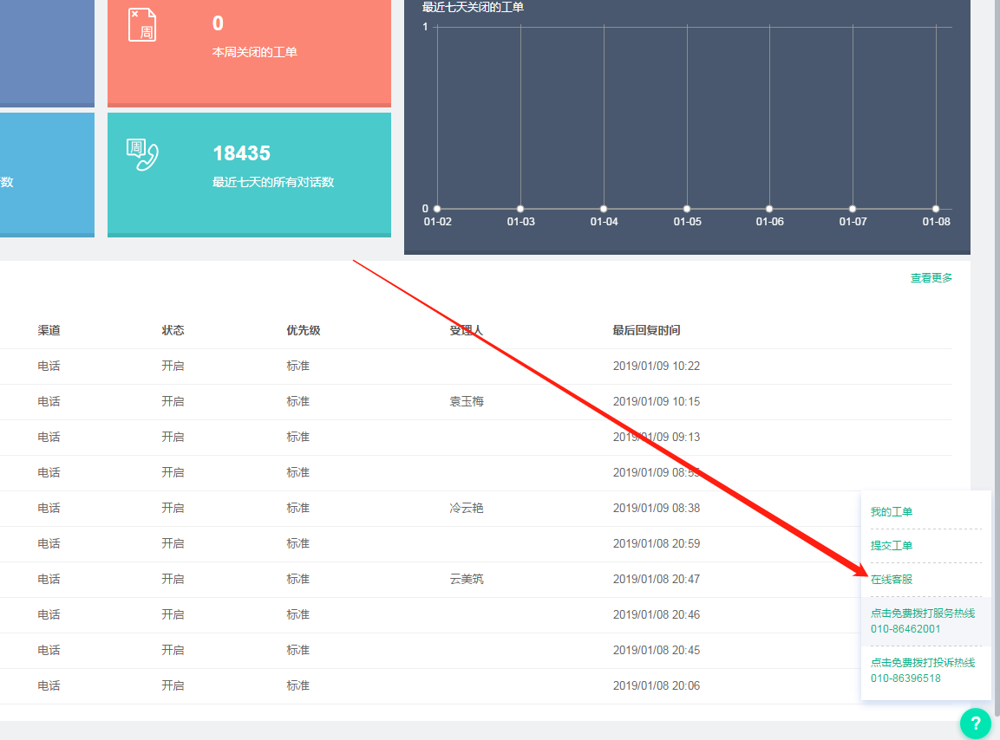 最近七天关闭的工单
周
0
本周关闭的工单
1
周
18435
最近七天的所有对话数
数
0
01-02 01-03 01-04 01-05 01-06 01-07 01-08
查看更多
渠道 状态 优先级 受理人 最后回复时间
电话 开启 标准 2019/01/09 10:22
电话 开启 标准 袁玉梅 2019/01/09 10:15
电话 开启 标准 2019/01/09 09:13
电话 开启 标准 2019/01/09 08:55
电话 开启 标准 冷云艳 2019/01/09 08:38
电话 开启 标准 2019/01/08 20:59
电话 开启 标准 云美筑 2019/01/08 20:47
电话 开启 标准 2019/01/08 20:46
电话 开启 标准 2019/01/08 20:45
电话 开启 标准 2019/01/08 20:06
我的工单
提交工单
在线客服
点击免费拨打服务热线
010-86462001
点击免费拨打投诉热线
010-86396518
?